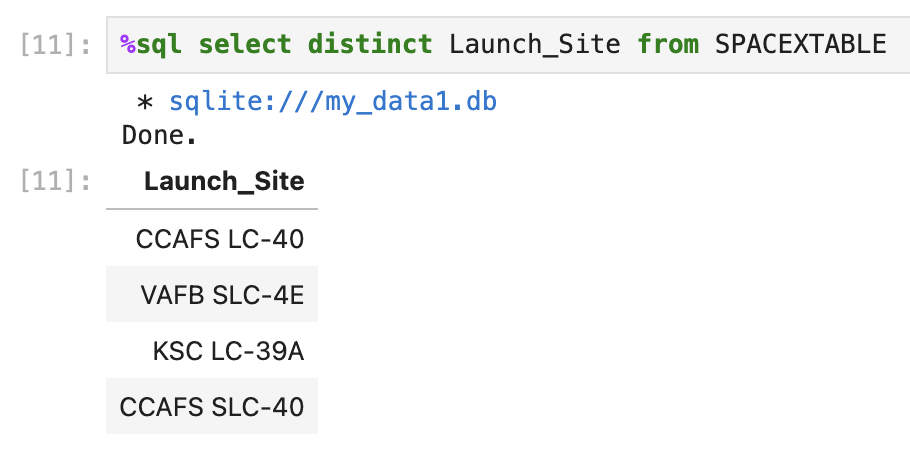 [11]: %sql select distinct Launch_Site from SPACEXTABLE
* sqlite:///my_data1.db
Done.
[11]: Launch_Site
CCAFS LC-40
VAFB SLC-4E
KSC LC-39A
CCAFS SLC-40